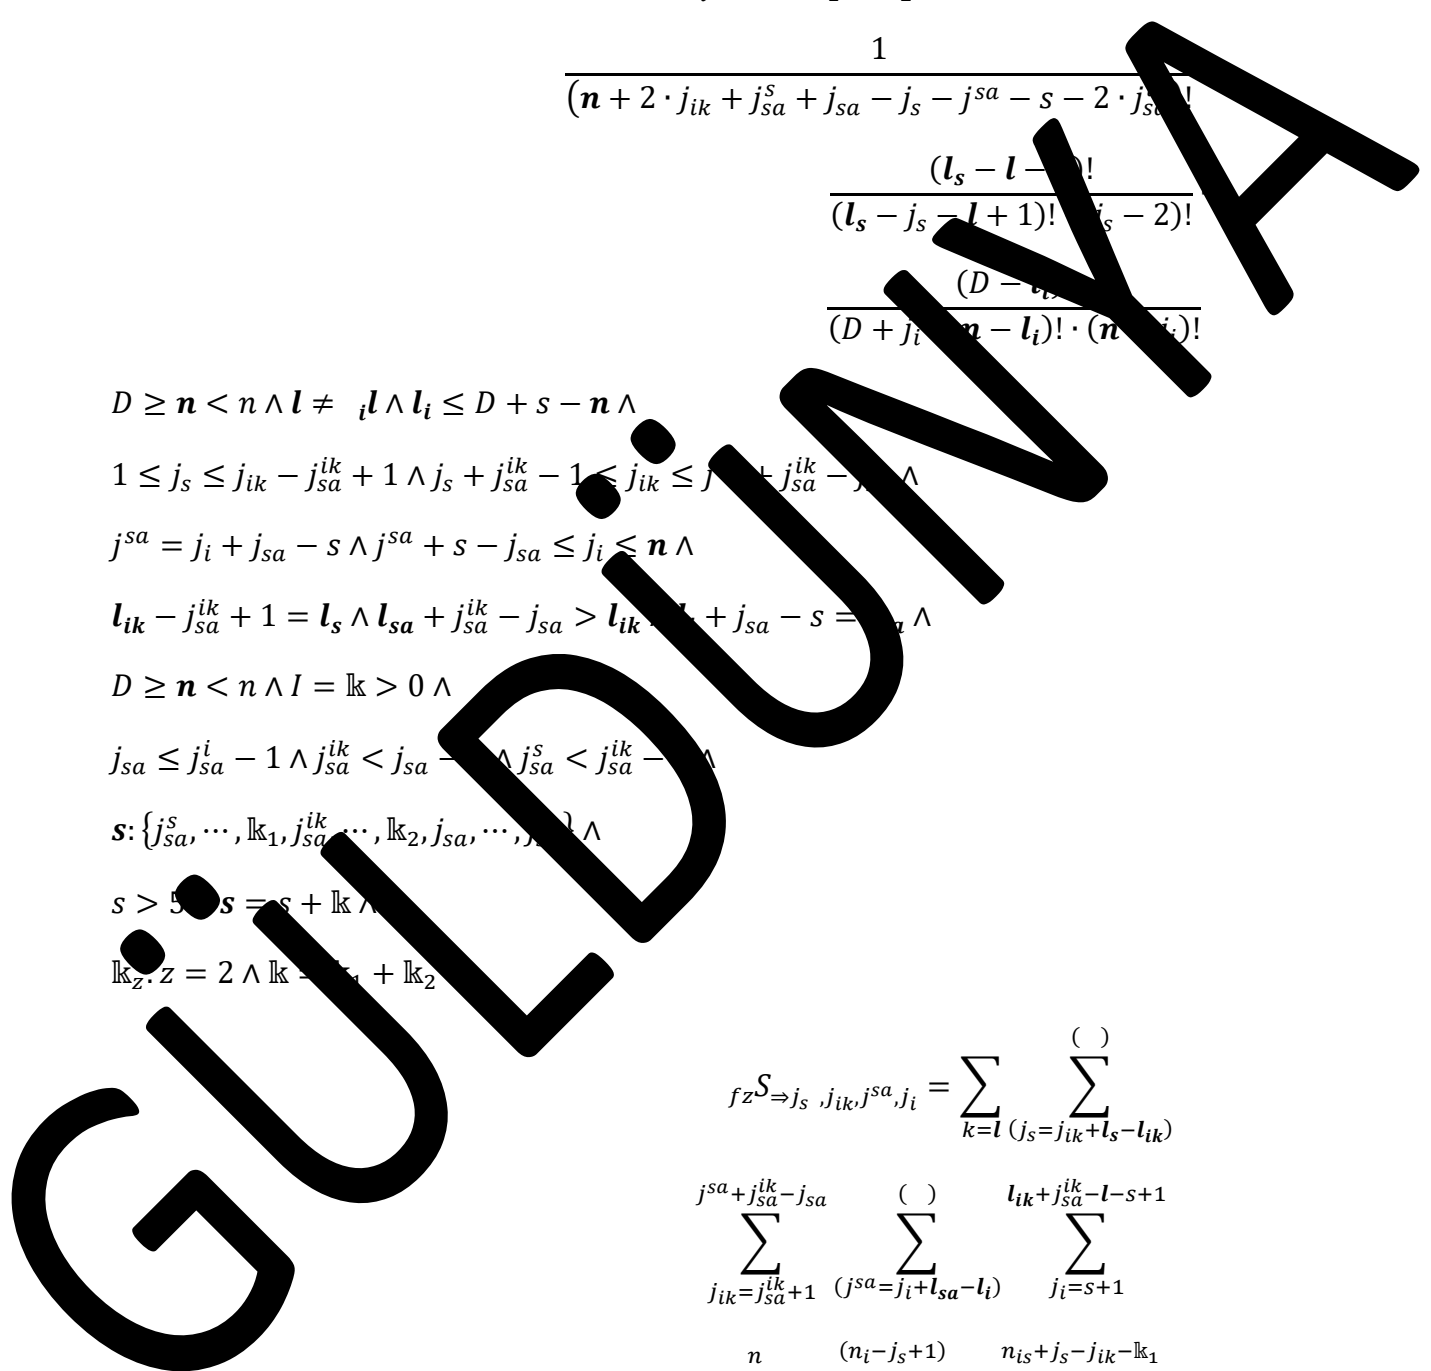 1
(n + 2 · j_{ik} + j_{sa}^{s} + j_{sa} − j_s − j^{sa} − s − 2 · j !
(l_s − l − )!
(l_s − j_s − l + 1)! j_s − 2)!
(D −
(D + j_i n − l_i)! · (n )!
D ≥ n < n ∧ l ≠ _il ∧ l_i ≤ D + s − n ∧
1 ≤ j_s ≤ j_{ik} − j_{sa}^{ik} + 1 ∧ j_s + j_{sa}^{ik} − 1 ≤ j_{ik} ≤ + j_{sa}^{ik} − ∧
j^{sa} = j_i + j_{sa} − s ∧ j^{sa} + s − j_{sa} ≤ j_i ≤ n ∧
l_{ik} − j_{sa}^{ik} + 1 = l_s ∧ l_{sa} + j_{sa}^{ik} − j_{sa} > l_{ik} + j_{sa} − s = ∧
D ≥ n < n ∧ I = 𝕜 > 0 ∧
j_{sa} ≤ j_{sa}^{i} − 1 ∧ j_{sa}^{ik} < j_{sa} − ∧ j_{sa}^{s} < j_{sa}^{ik} − ∧
s: {j_{sa}^{s}, ⋯ , 𝕜_1, j_{sa}^{ik}, ⋯ , 𝕜_2, j_{sa}, ⋯ , } ∧
s > 5 s = s + 𝕜 ∧
𝕜_z: z = 2 ∧ 𝕜 = 𝕜_1 + 𝕜_2
( )
_{fz}S_{⇒j_s ,j_{ik},j^{sa},j_i} = ∑ ∑
k=l (j_s=j_{ik}+l_s−l_{ik})
j^{sa}+j_{sa}^{ik}−j_{sa} ( ) l_{ik}+j_{sa}^{ik}−l−s+1
∑ ∑ ∑
j_{ik}=j_{sa}^{ik}+1 (j^{sa}=j_i+l_{sa}−l_i) j_i=s+1
n (n_i−j_s+1) n_{is}+j_s−j_{ik}−𝕜_1
GÜLDÜNYA